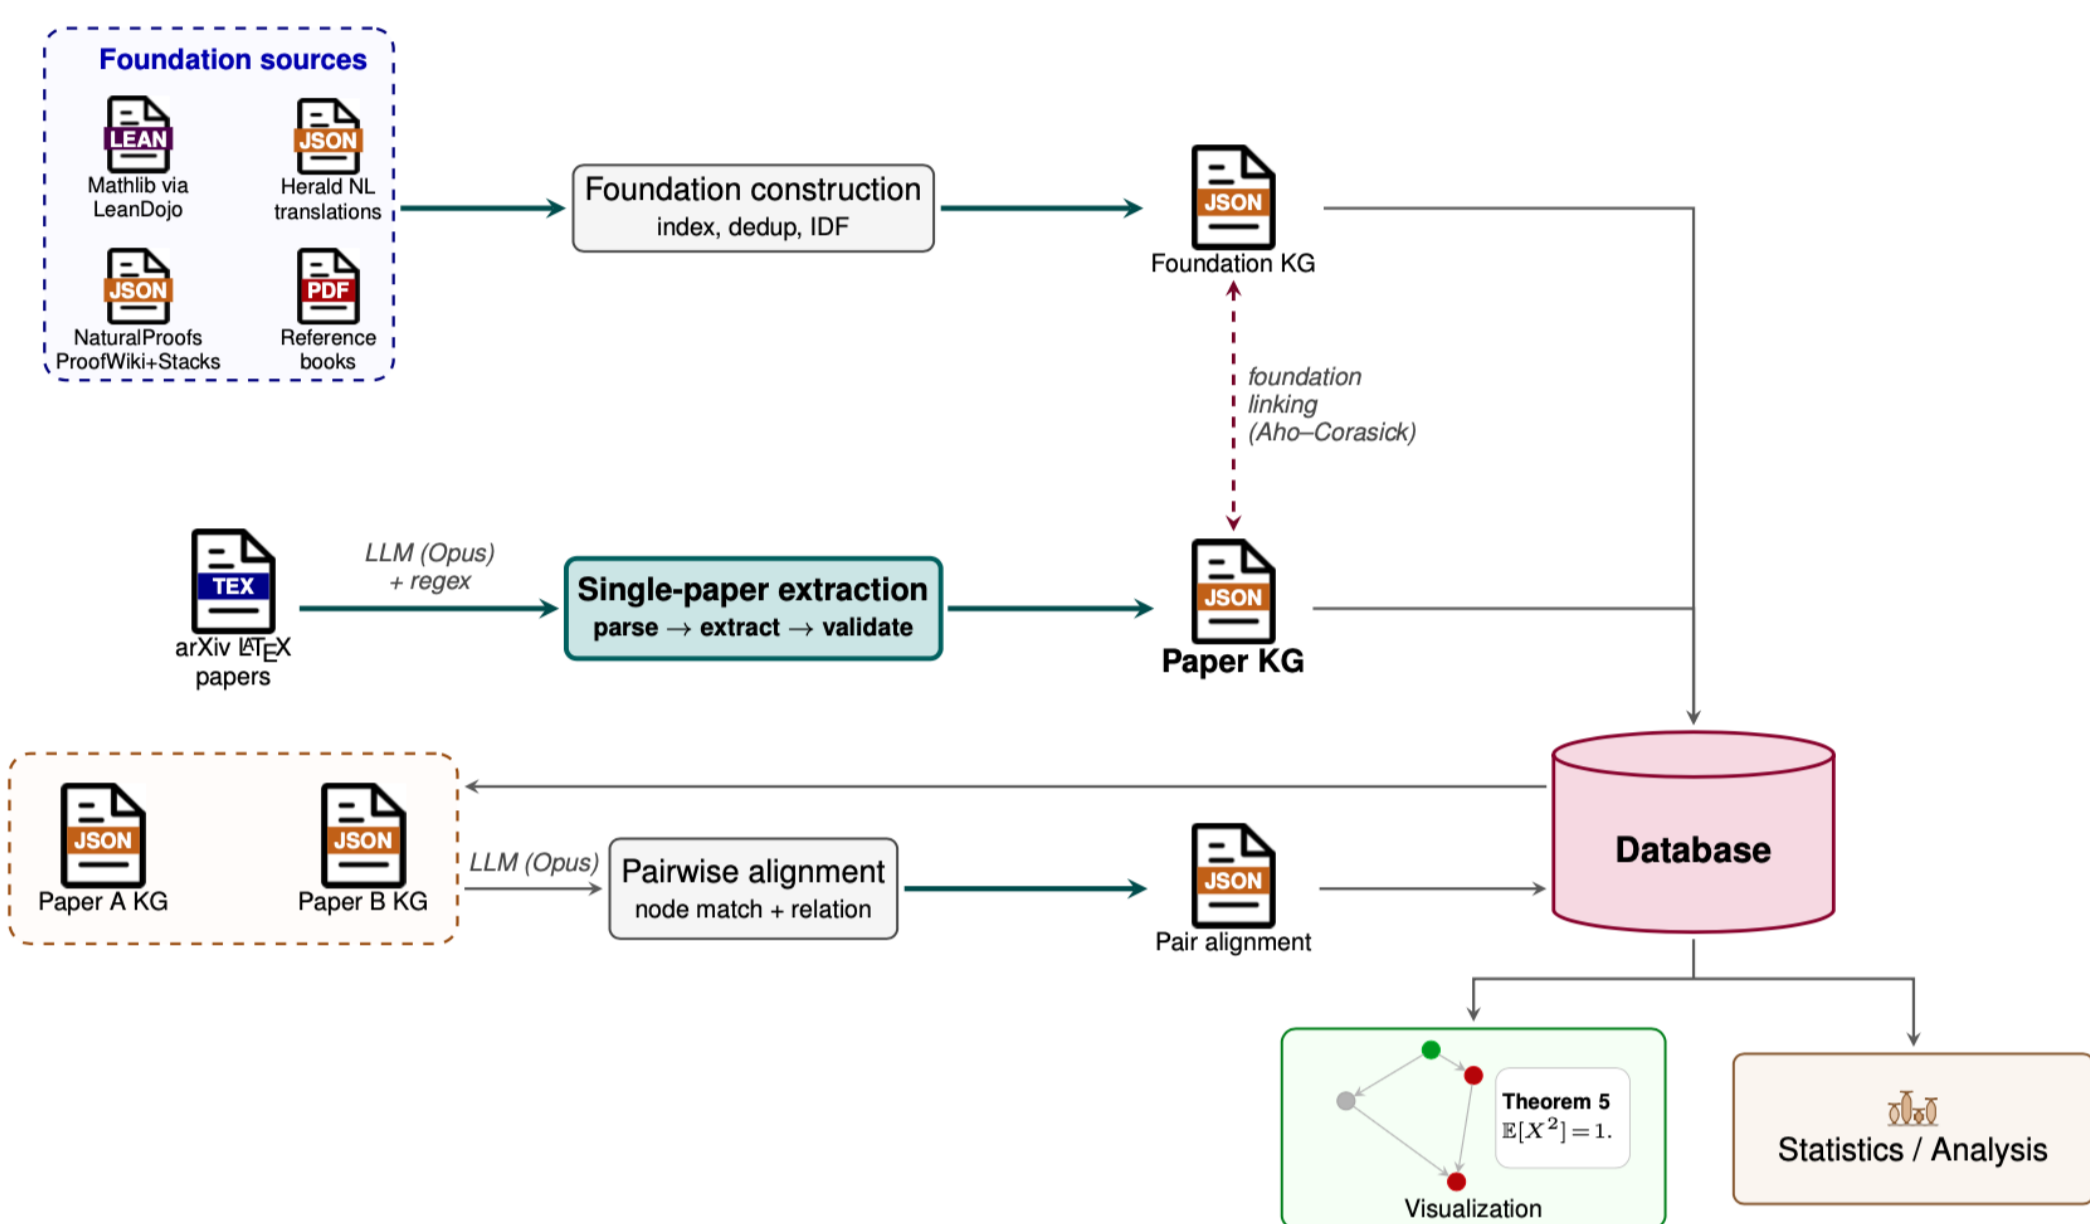 Foundation sources
LEAN
Mathlib via
LeanDojo
JSON
Herald NL
translations
JSON
NaturalProofs
ProofWiki+Stacks
PDF
Reference
books
Foundation construction
index, dedup, IDF
JSON
Foundation KG
foundation
linking
(Aho–Corasick)
TEX
arXiv LATEX
papers
LLM (Opus)
+ regex
Single-paper extraction
parse → extract → validate
JSON
Paper KG
JSON
Paper A KG
JSON
Paper B KG
LLM (Opus)
Pairwise alignment
node match + relation
JSON
Pair alignment
Database
Theorem 5
𝔼[X²] = 1.
Visualization
Statistics / Analysis